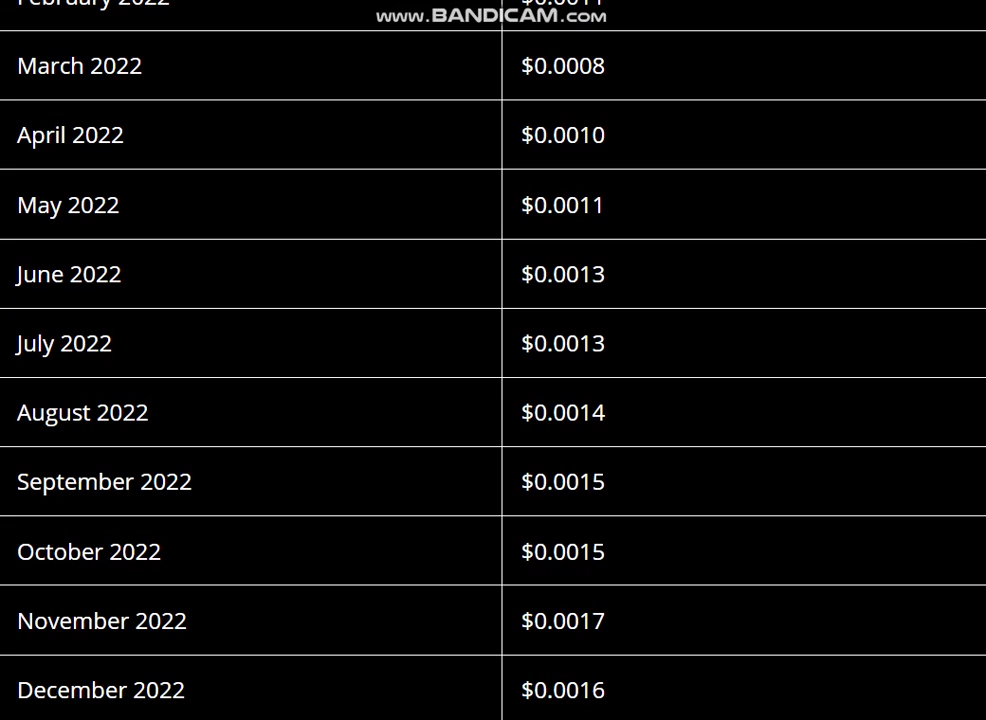 February 2022 $0.0011
www.BANDICAM.com
March 2022 $0.0008
April 2022 $0.0010
May 2022 $0.0011
June 2022 $0.0013
July 2022 $0.0013
August 2022 $0.0014
September 2022 $0.0015
October 2022 $0.0015
November 2022 $0.0017
December 2022 $0.0016